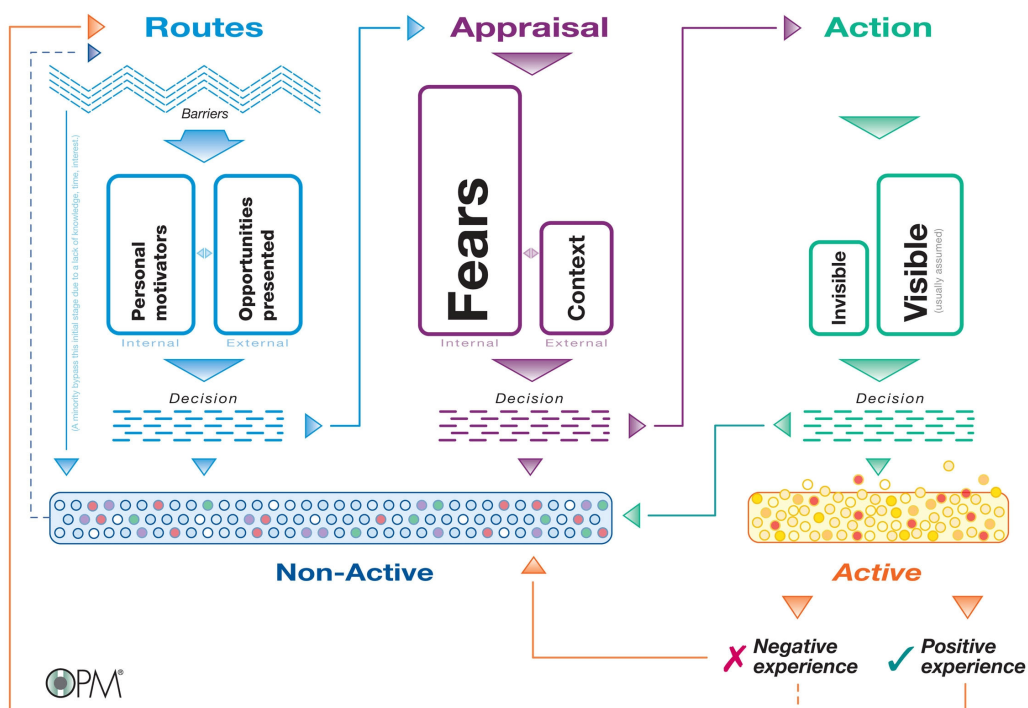 Routes
Appraisal
Action
Barriers
(A minority bypass this initial stage due to a lack of knowledge, time, interest.)
Personal
motivators
Opportunities
presented
Fears
Context
Invisible
Visible
(usually assumed)
Internal
External
Internal
External
Decision
Decision
Decision
Non-Active
Active
Negative
experience
Positive
experience
OPM®